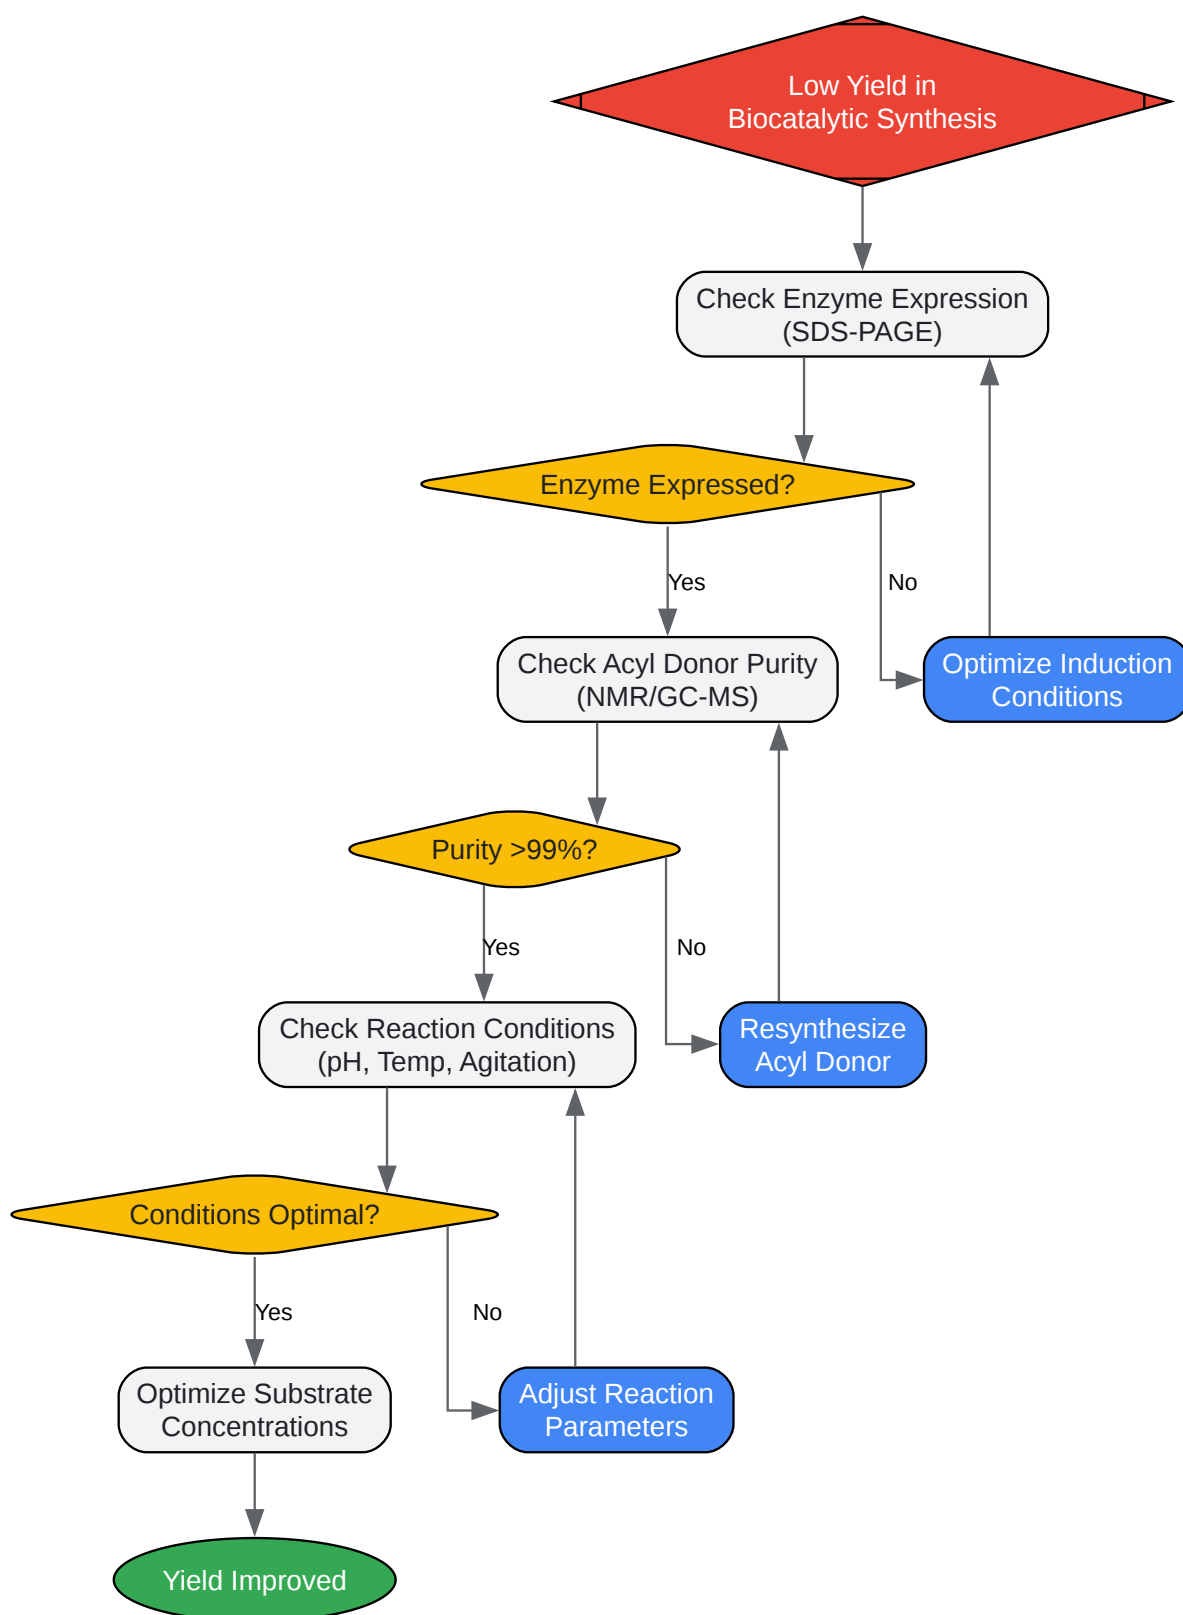 Low Yield in
Biocatalytic Synthesis
Check Enzyme Expression
(SDS-PAGE)
Enzyme Expressed?
Yes
No
Check Acyl Donor Purity
(NMR/GC-MS)
Optimize Induction
Conditions
Purity >99%?
Yes
No
Check Reaction Conditions
(pH, Temp, Agitation)
Resynthesize
Acyl Donor
Conditions Optimal?
Yes
No
Optimize Substrate
Concentrations
Adjust Reaction
Parameters
Yield Improved